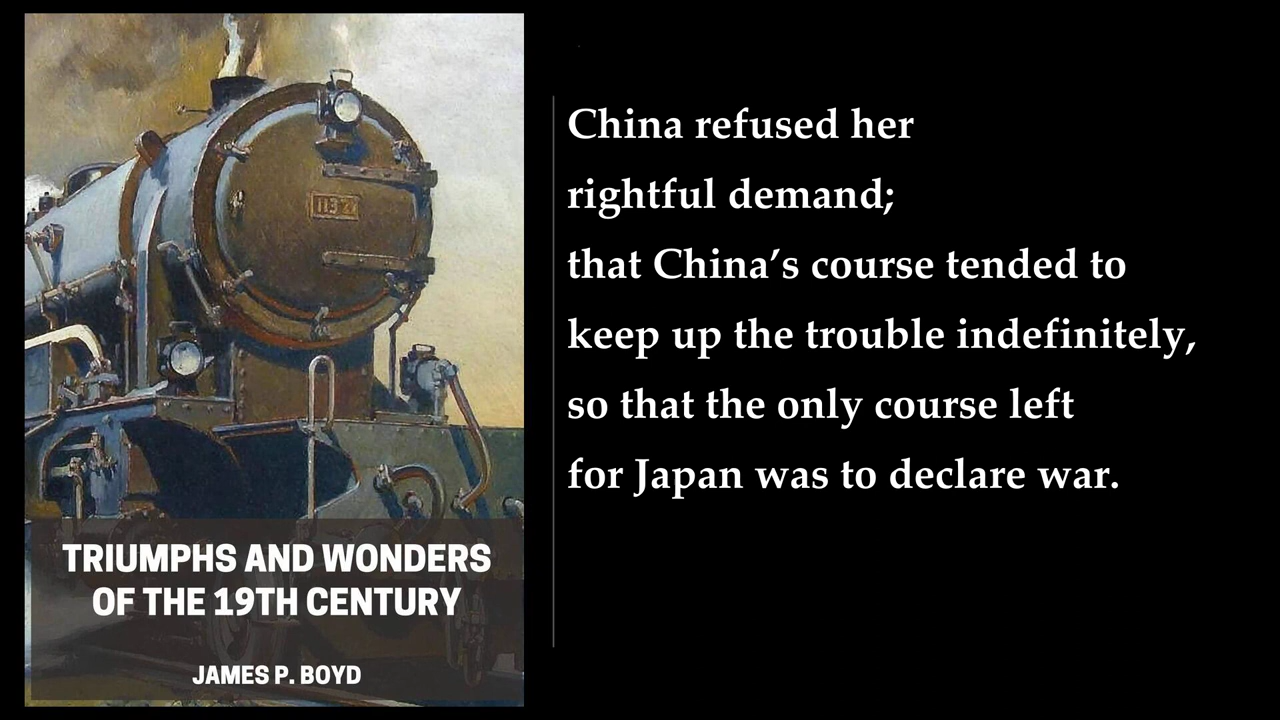 1132
TRIUMPHS AND WONDERS
OF THE 19TH CENTURY
JAMES P. BOYD
China refused her
rightful demand;
that China’s course tended to
keep up the trouble indefinitely,
so that the only course left
for Japan was to declare war.